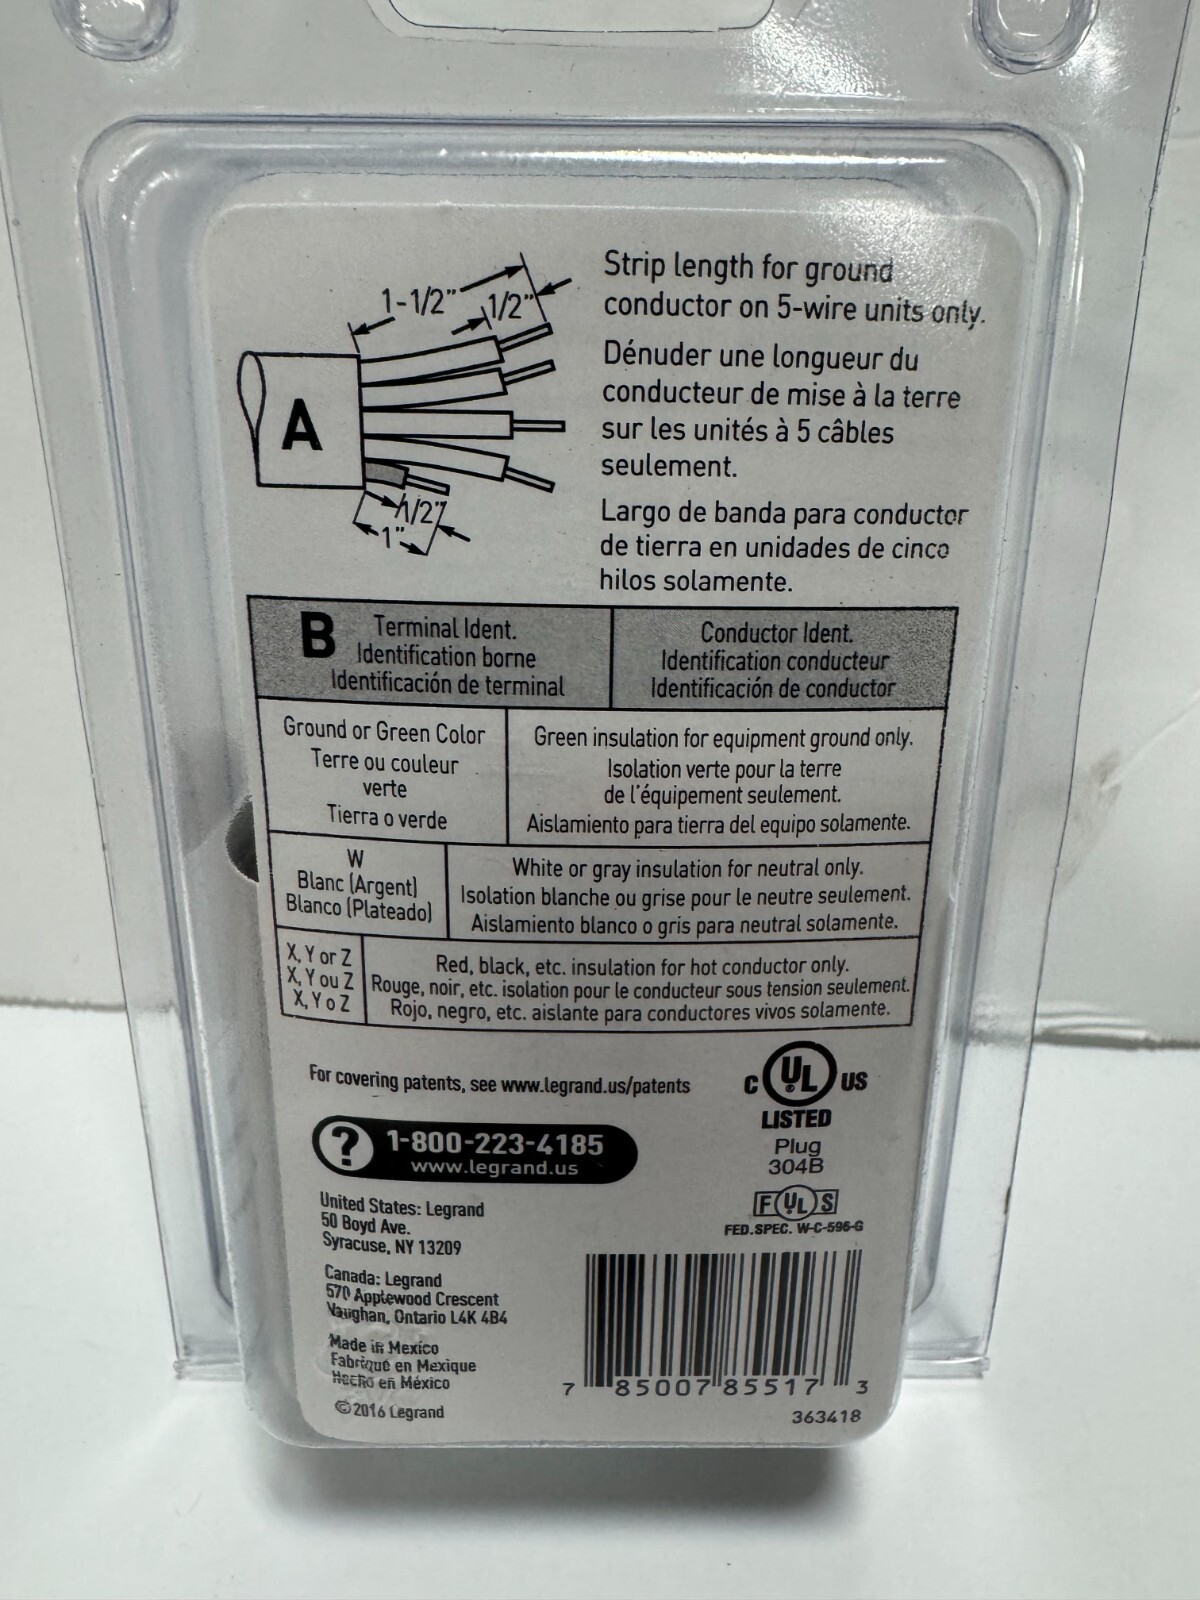 1-1/2"
1/2"
A
1/2"
1"
Strip length for ground
conductor on 5-wire units only.
Dénuder une longueur du
conducteur de mise à la terre
sur les unités à 5 câbles
seulement.
Largo de banda para conductor
de tierra en unidades de cinco
hilos solamente.
B
Terminal Ident.
Identification borne
Identificación de terminal
Conductor Ident.
Identification conducteur
Identificación de conductor
Ground or Green Color
Terre ou couleur
verte
Tierra o verde
Green insulation for equipment ground only.
Isolation verte pour la terre
de l'équipement seulement.
Aislamiento para tierra del equipo solamente.
W
Blanc (Argent)
Blanco (Plateado)
White or gray insulation for neutral only.
Isolation blanche ou grise pour le neutre seulement.
Aislamiento blanco o gris para neutral solamente.
X, Y or Z
X, Y ou Z
X, Y o Z
Red, black, etc. insulation for hot conductor only.
Rouge, noir, etc. isolation pour le conducteur sous tension seulement.
Rojo, negro, etc. aislante para conductores vivos solamente.
For covering patents, see www.legrand.us/patents
C UL US
LISTED
Plug
304B
? 1-800-223-4185
www.legrand.us
F UL S
FED.SPEC. W-C-596-G
United States: Legrand
50 Boyd Ave.
Syracuse, NY 13209
Canada: Legrand
570 Applewood Crescent
Vaughan, Ontario L4K 4B4
Made in Mexico
Fabriqué en Mexique
Hecho en México
©2016 Legrand
7 85007 85517 3
363418